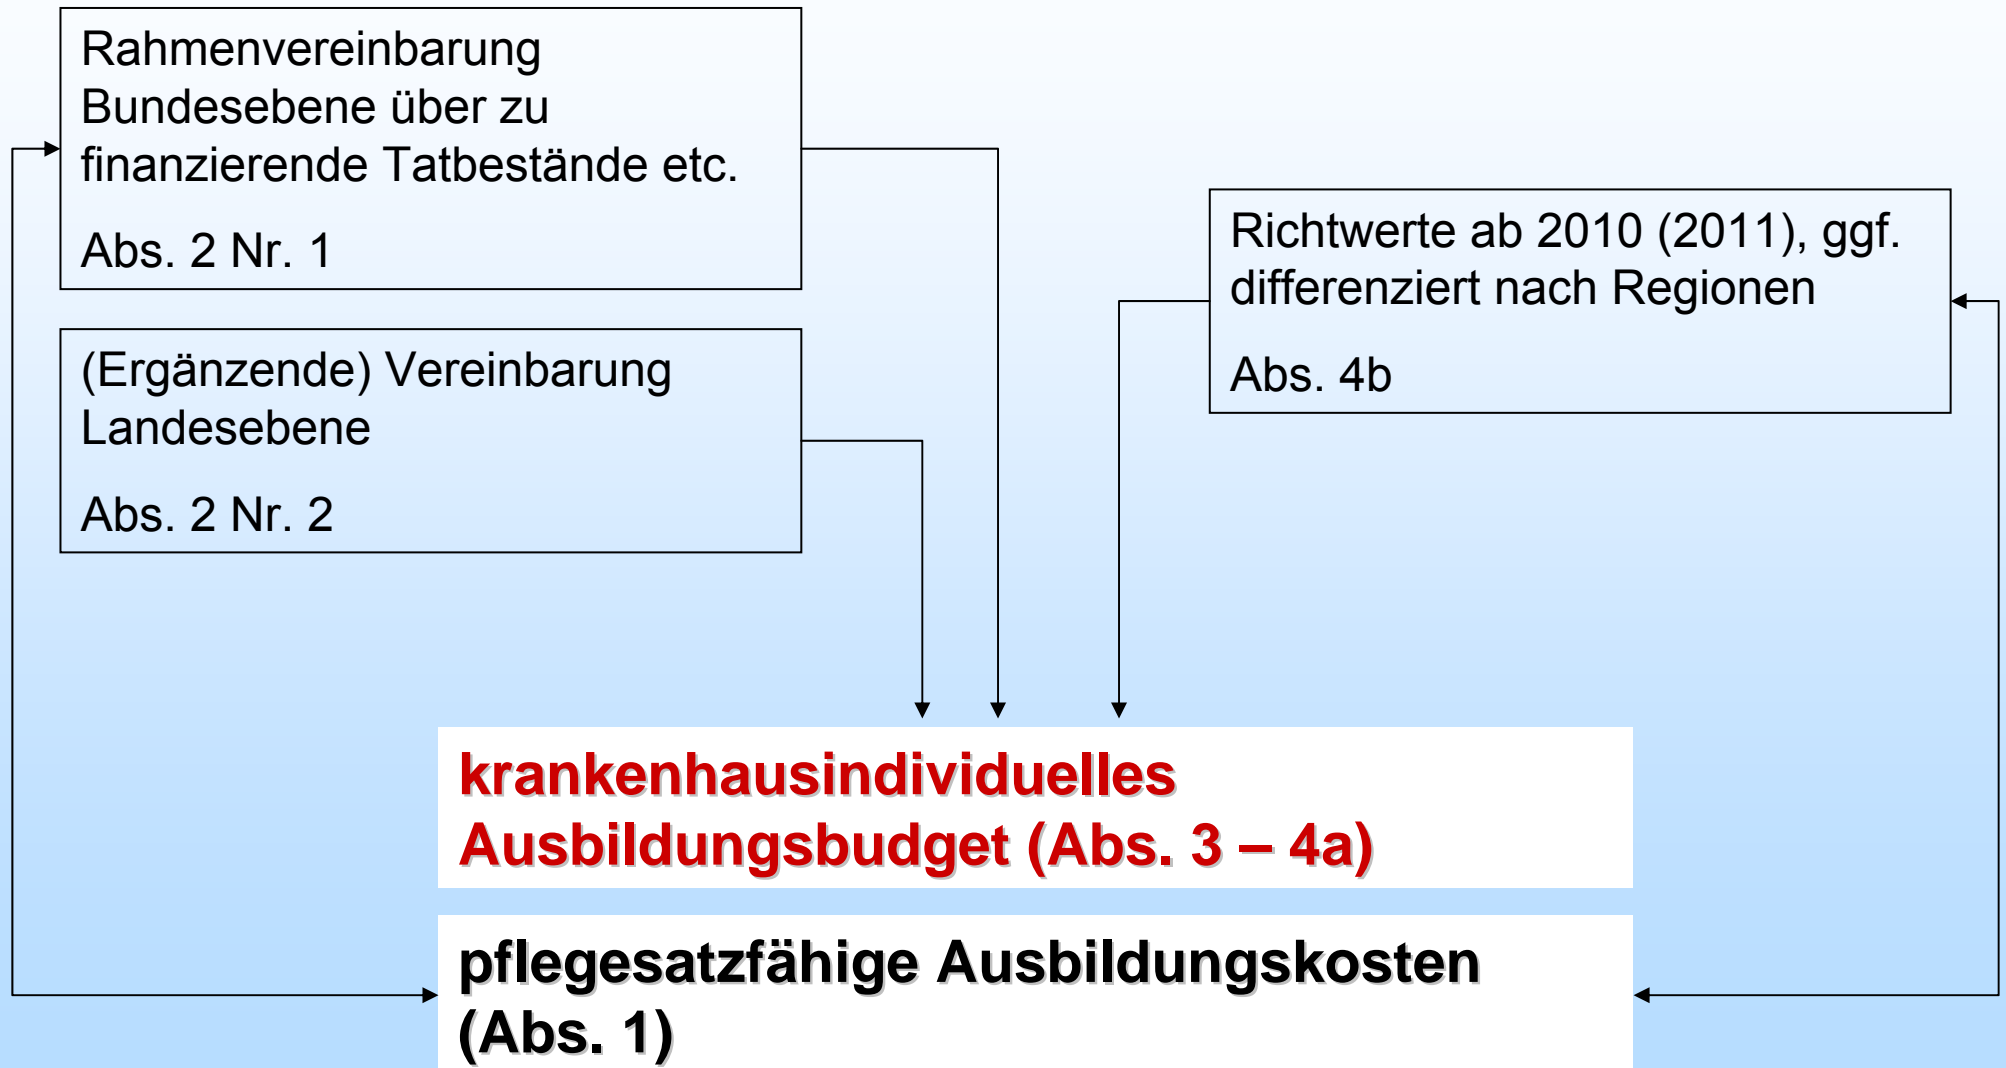 Rahmenvereinbarung
Bundesebene über zu
finanzierende Tatbestände etc.
Abs. 2 Nr. 1
(Ergänzende) Vereinbarung
Landesebene
Abs. 2 Nr. 2
Richtwerte ab 2010 (2011), ggf.
differenziert nach Regionen
Abs. 4b
krankenhausindividuelles
Ausbildungsbudget (Abs. 3 – 4a)
pflegesatzfähige Ausbildungskosten
(Abs. 1)